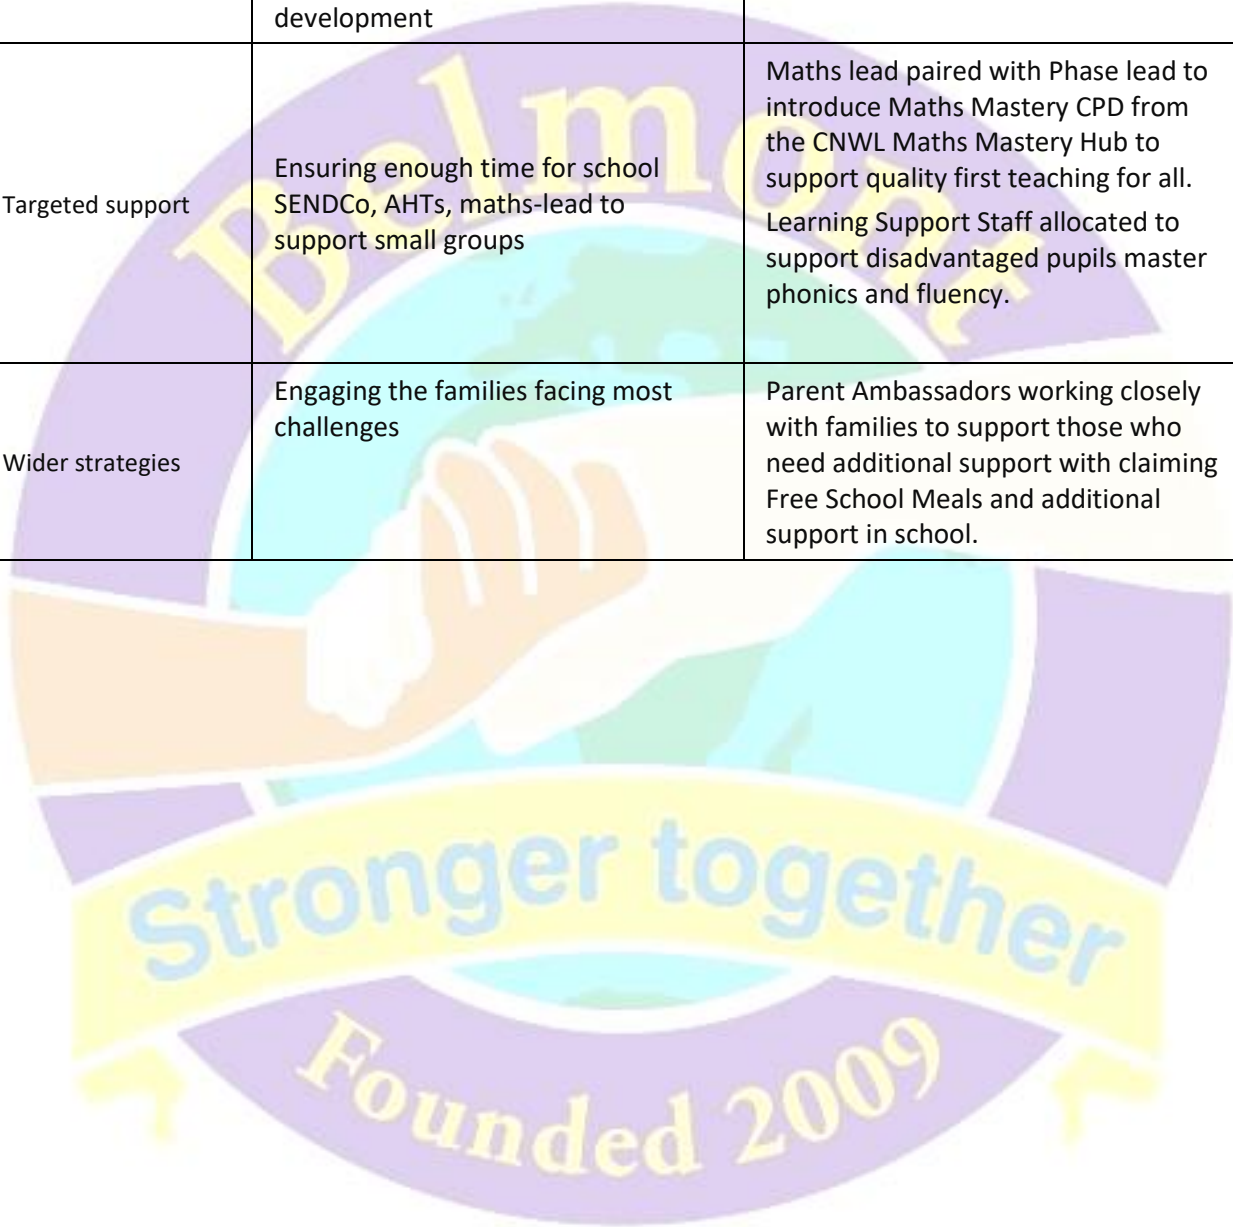 development
Targeted support
Ensuring enough time for school
SENDCo, AHTs, maths-lead to
support small groups
Maths lead paired with Phase lead to
introduce Maths Mastery CPD from
the CNWL Maths Mastery Hub to
support quality first teaching for all.
Learning Support Staff allocated to
support disadvantaged pupils master
phonics and fluency.
Wider strategies
Engaging the families facing most
challenges
Parent Ambassadors working closely
with families to support those who
need additional support with claiming
Free School Meals and additional
support in school.
Belmont
Stronger together
Founded 2009